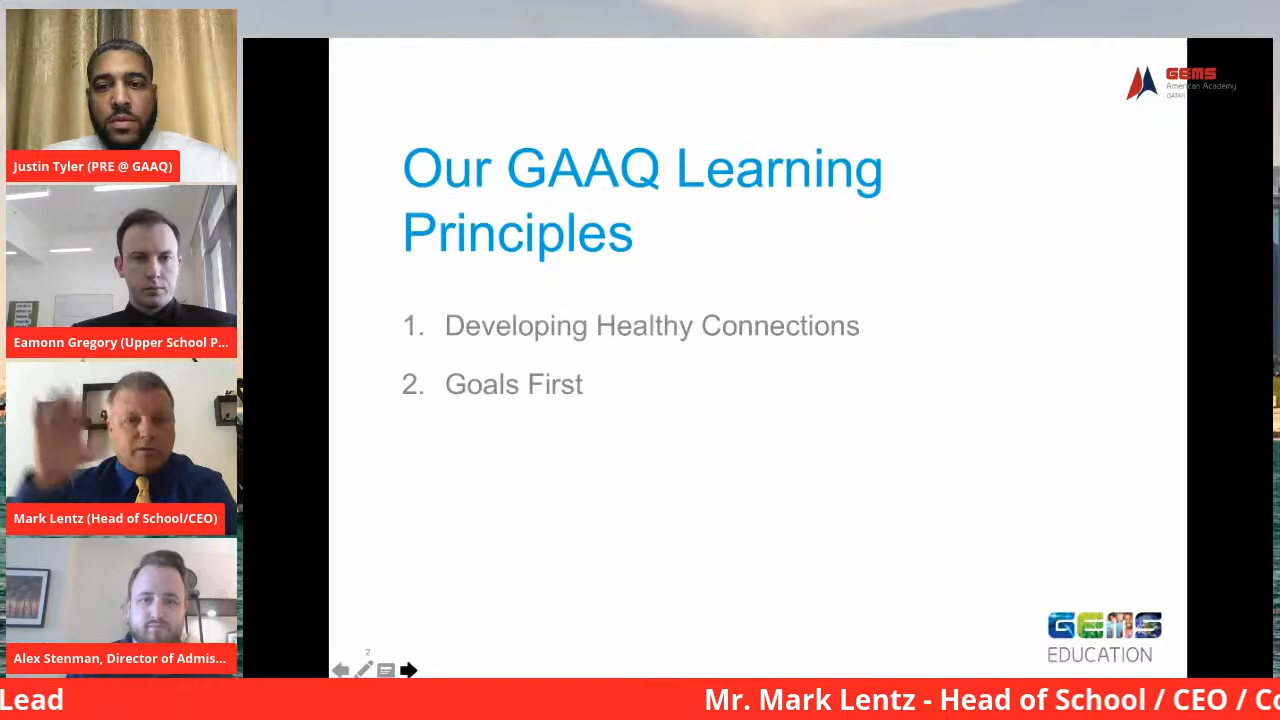 Justin Tyler (PRE @ GAAQ)
Eamonn Gregory (Upper School P...
Mark Lentz (Head of School/CEO)
Alex Stenman, Director of Admis...
GEMS
American Academy
QATAR
Our GAAQ Learning
Principles
1. Developing Healthy Connections
2. Goals First
2
GEMS
EDUCATION
Lead
Mr. Mark Lentz - Head of School / CEO / Co